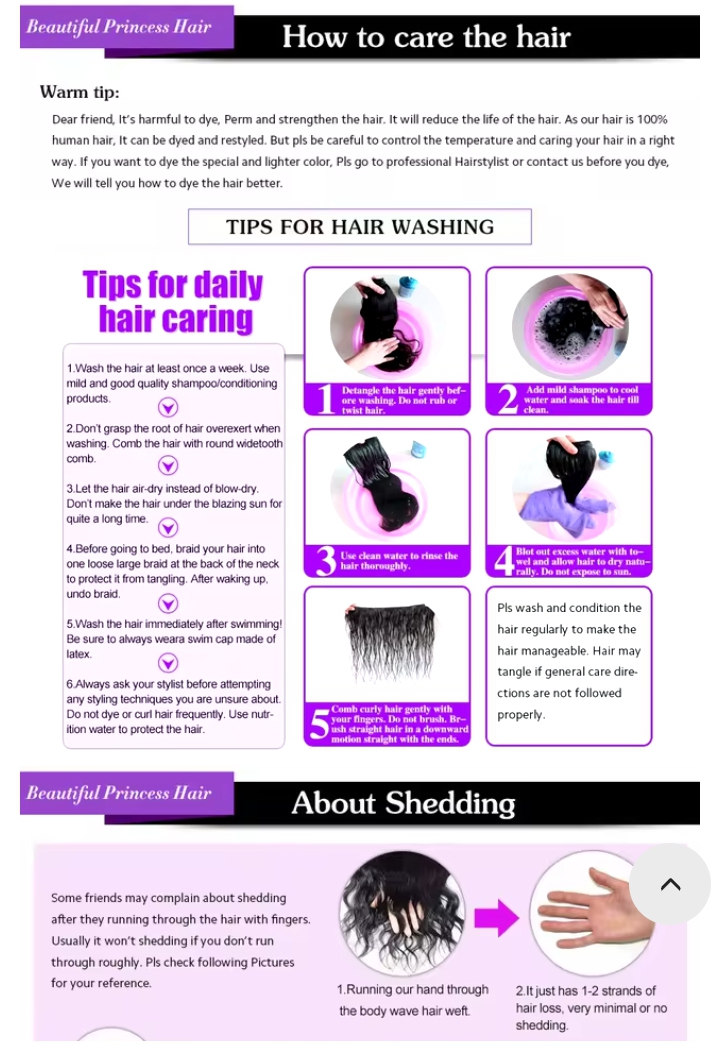 Beautiful Princess Hair
How to care the hair
Warm tip:
Dear friend, It's harmful to dye, Perm and strengthen the hair. It will reduce the life of the hair. As our hair is 100%
human hair, It can be dyed and restyled. But pls be careful to control the temperature and caring your hair in a right
way. If you want to dye the special and lighter color, Pls go to professional Hairstylist or contact us before you dye,
We will tell you how to dye the hair better.
TIPS FOR HAIR WASHING
Tips for daily
hair caring
1.Wash the hair at least once a week. Use
mild and good quality shampoo/conditioning
products.
2.Don't grasp the root of hair overexert when
washing. Comb the hair with round widetooth
comb.
3.Let the hair air-dry instead of blow-dry.
Don't make the hair under the blazing sun for
quite a long time.
4.Before going to bed, braid your hair into
one loose large braid at the back of the neck
to protect it from tangling. After waking up,
undo braid.
5.Wash the hair immediately after swimming!
Be sure to always weara swim cap made of
latex.
6.Always ask your stylist before attempting
any styling techniques you are unsure about.
Do not dye or curl hair frequently. Use nutr-
ition water to protect the hair.
1 Detangle the hair gently bef-
ore washing. Do not rub or
twist hair.
2 Add mild shampoo to cool
water and soak the hair till
clean.
3 Use clean water to rinse the
hair thoroughly.
4 Blot out excess water with to-
wel and allow hair to dry natu-
rally. Do not expose to sun.
5 Comb curly hair gently with
your fingers. Do not brush. Br-
ush straight hair in a downward
motion straight with the ends.
Pls wash and condition the
hair regularly to make the
hair manageable. Hair may
tangle if general care dire-
ctions are not followed
properly.
Beautiful Princess Hair
About Shedding
Some friends may complain about shedding
after they running through the hair with fingers.
Usually it won't shedding if you don't run
through roughly. Pls check following Pictures
for your reference.
1.Running our hand through
the body wave hair weft.
2.It just has 1-2 strands of
hair loss, very minimal or no
shedding.